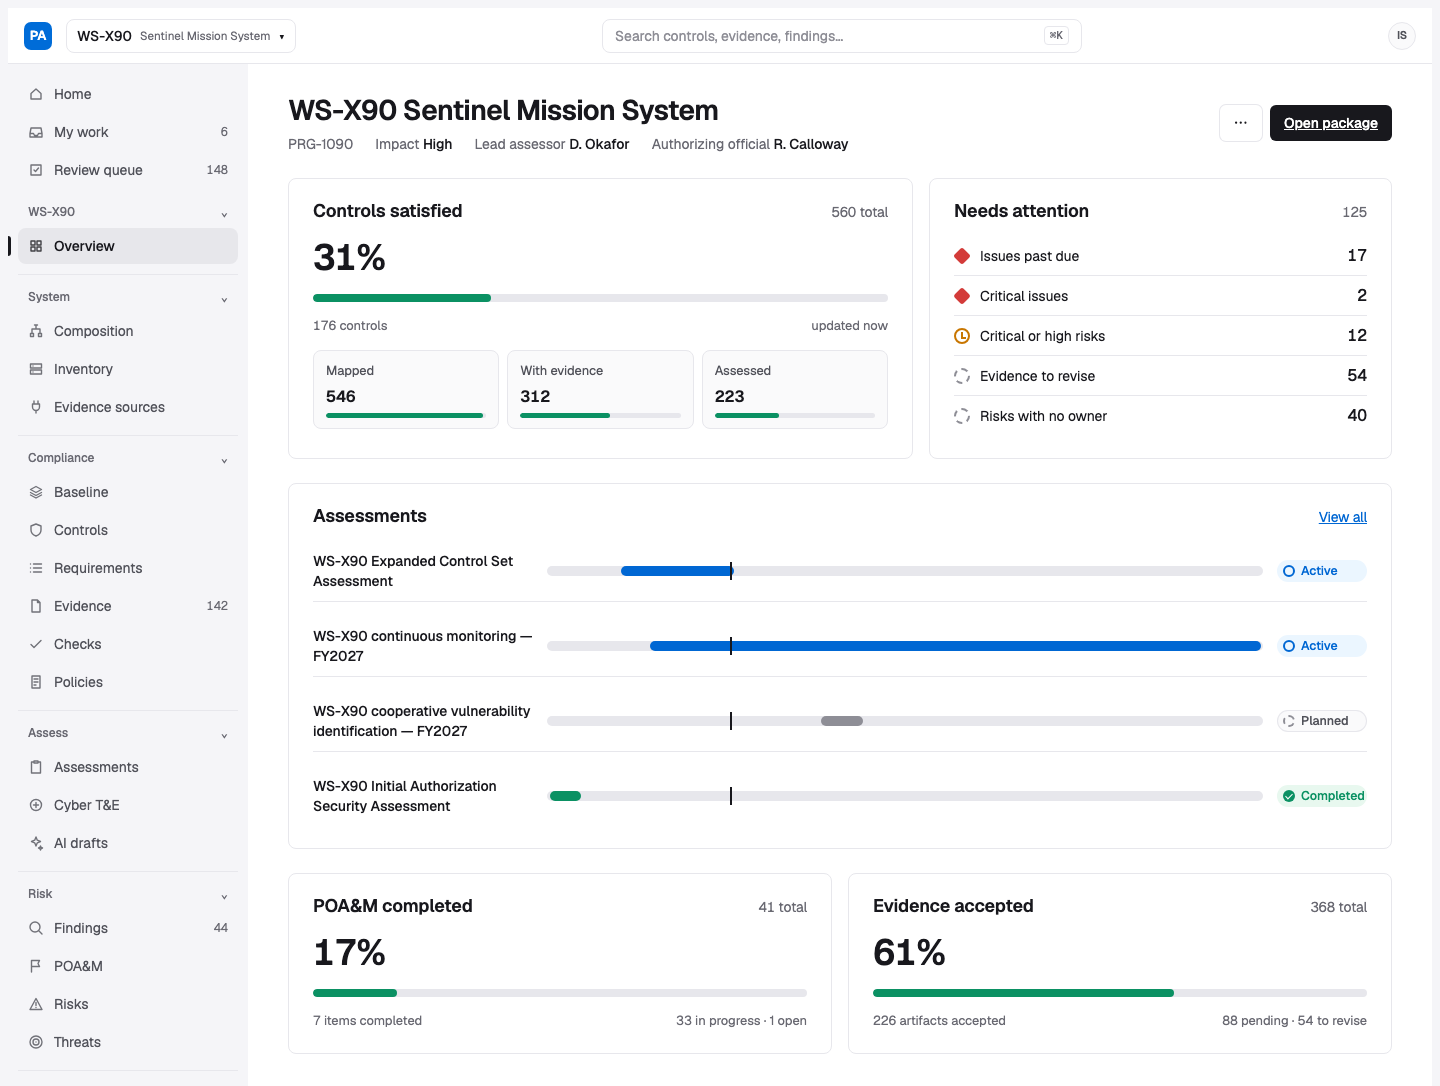 PA
WS-X90 Sentinel Mission System
Search controls, evidence, findings...
⌘K
IS
Home
My work 6
Review queue 148
WS-X90
Overview
System
Composition
Inventory
Evidence sources
Compliance
Baseline
Controls
Requirements
Evidence 142
Checks
Policies
Assess
Assessments
Cyber T&E
AI drafts
Risk
Findings 44
POA&M
Risks
Threats
WS-X90 Sentinel Mission System
PRG-1090 Impact High Lead assessor D. Okafor Authorizing official R. Calloway
...
Open package
Controls satisfied 560 total
31%
176 controls updated now
Mapped
546
With evidence
312
Assessed
223
Needs attention 125
Issues past due 17
Critical issues 2
Critical or high risks 12
Evidence to revise 54
Risks with no owner 40
Assessments View all
WS-X90 Expanded Control Set
Assessment
Active
WS-X90 continuous monitoring —
FY2027
Active
WS-X90 cooperative vulnerability
identification — FY2027
Planned
WS-X90 Initial Authorization
Security Assessment
Completed
POA&M completed 41 total
17%
7 items completed 33 in progress · 1 open
Evidence accepted 368 total
61%
226 artifacts accepted 88 pending · 54 to revise